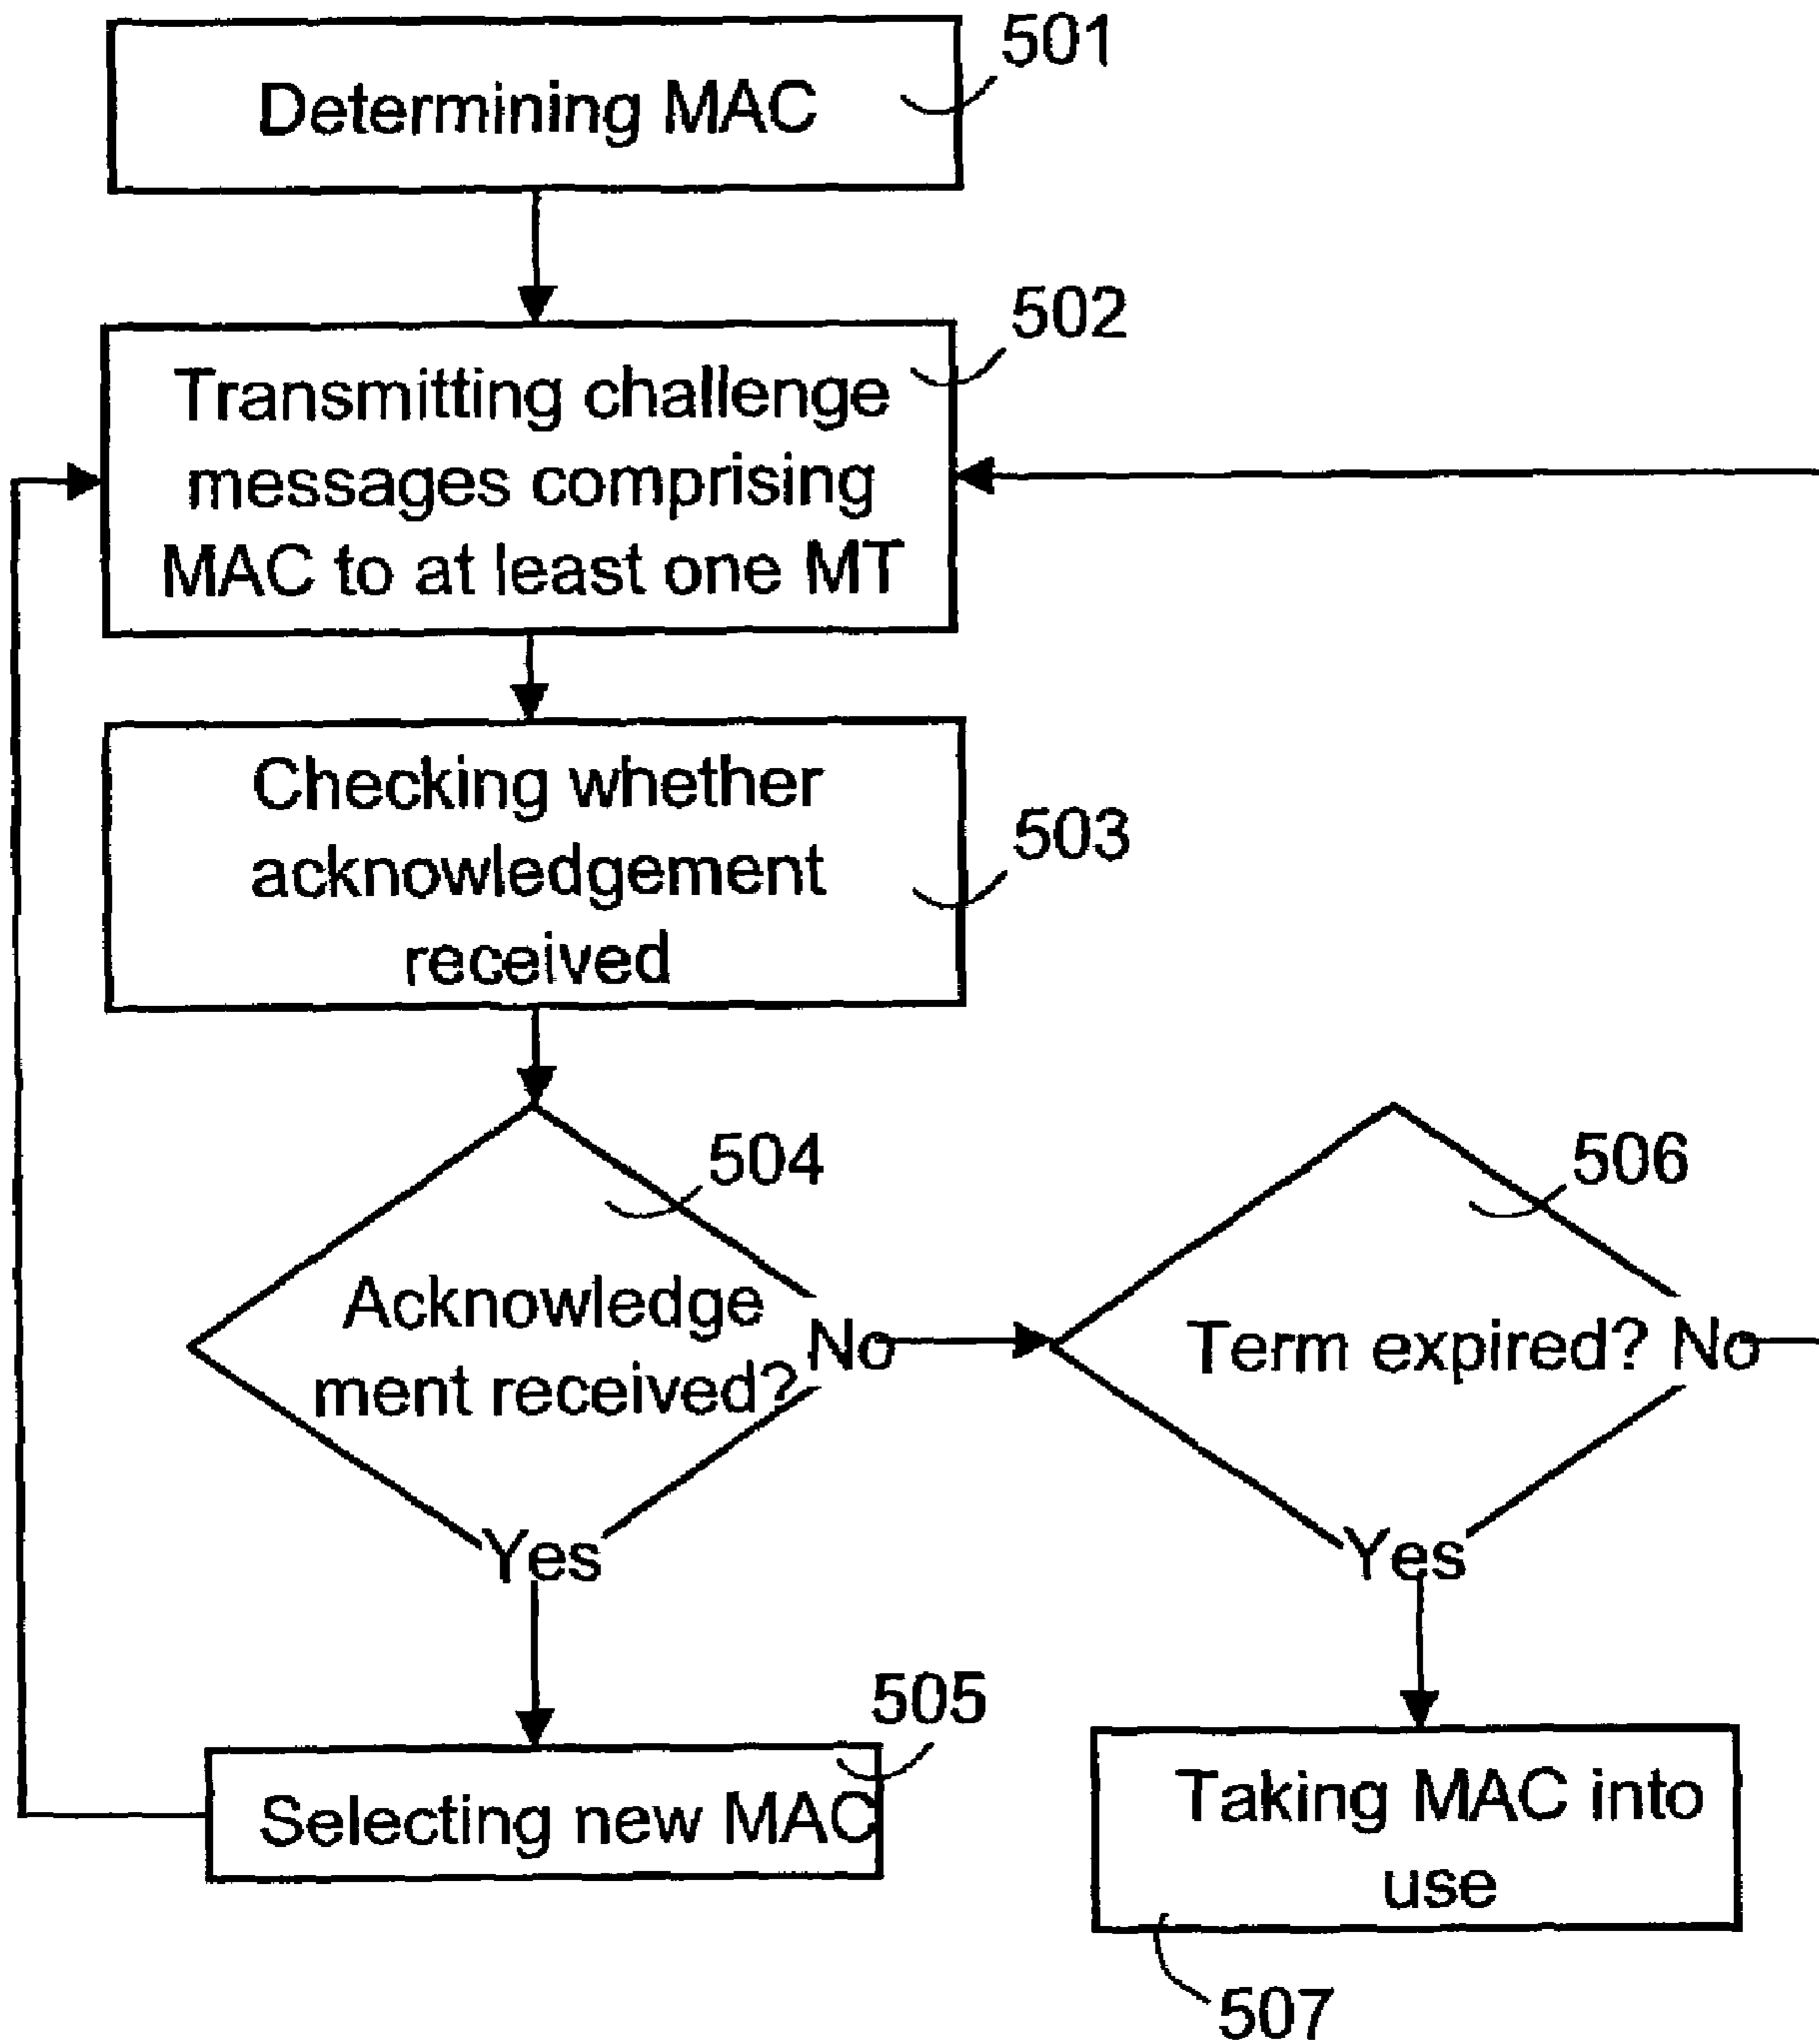 Determining MAC
501
502
Transmitting challenge
messages comprising
MAC to at least one MT
Checking whether
acknowledgement
received
503
504
Acknowledge
ment received?
No
Yes
506
Term expired?
No
Yes
505
Selecting new MAC
Taking MAC into
use
507